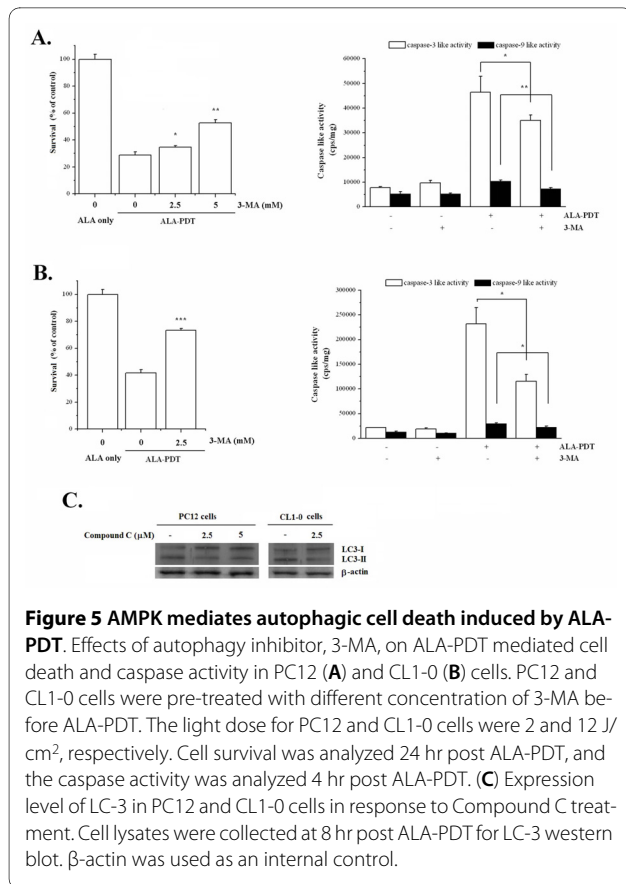 A.
Survival (% of control)
100
80
60
40
20
0
*
**
0 0 2.5 5 3-MA (mM)
ALA only ALA-PDT
caspase-3 like activity caspase-9 like activity
Caspase like activity
(cps/mg)
60000
50000
40000
30000
20000
10000
0
*
**
- - + + ALA-PDT
- + - + 3-MA
B.
Survival (% of control)
100
80
60
40
20
0
***
0 0 2.5 3-MA (mM)
ALA only ALA-PDT
caspase-3 like activity caspase-9 like activity
Caspase like activity
(cps/mg)
300000
250000
200000
150000
100000
50000
0
*
*
- - + + ALA-PDT
- + - + 3-MA
C.
PC12 cells CL1-0 cells
Compound C (μM) - 2.5 5 - 2.5
LC3-I
LC3-II
β-actin
Figure 5 AMPK mediates autophagic cell death induced by ALA-
PDT. Effects of autophagy inhibitor, 3-MA, on ALA-PDT mediated cell
death and caspase activity in PC12 (A) and CL1-0 (B) cells. PC12 and
CL1-0 cells were pre-treated with different concentration of 3-MA be-
fore ALA-PDT. The light dose for PC12 and CL1-0 cells were 2 and 12 J/
cm², respectively. Cell survival was analyzed 24 hr post ALA-PDT, and
the caspase activity was analyzed 4 hr post ALA-PDT. (C) Expression
level of LC-3 in PC12 and CL1-0 cells in response to Compound C treat-
ment. Cell lysates were collected at 8 hr post ALA-PDT for LC-3 western
blot. β-actin was used as an internal control.